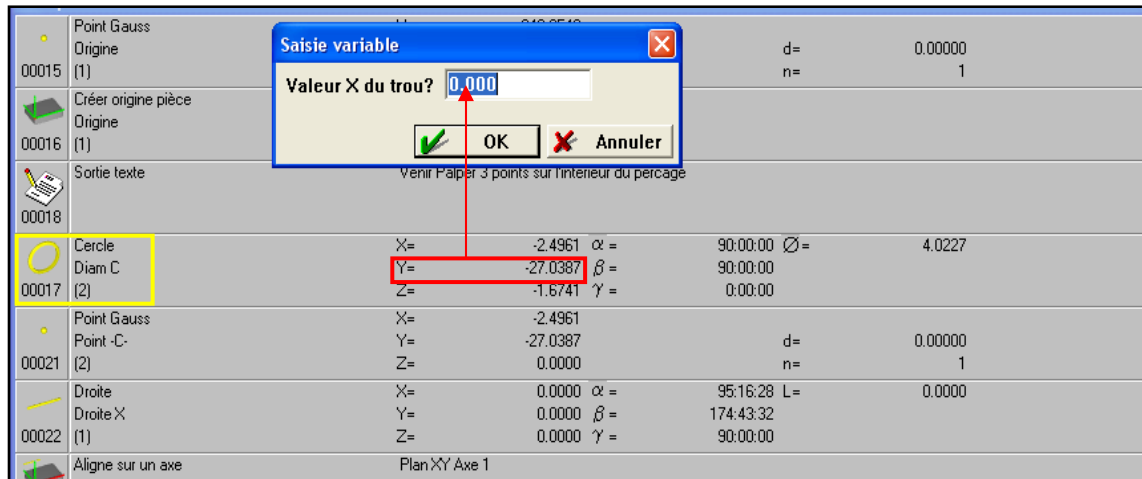 Point Gauss
Origine d= 0.00000
00015 (1) n= 1
Saisie variable
Valeur X du trou? 0.000
OK Annuler
Créer origine pièce
Origine
00016 (1)
Sortie texte Venir Palper 3 points sur l'interieur du percage
00018
Cercle X= -2.4961 α = 90:00:00 Ø = 4.0227
Diam C Y= -27.0387 β = 90:00:00
00017 (2) Z= -1.6741 γ = 0:00:00
Point Gauss X= -2.4961
Point -C- Y= -27.0387 d= 0.00000
00021 (2) Z= 0.0000 n= 1
Droite X= 0.0000 α = 95:16:28 L= 0.0000
Droite X Y= 0.0000 β = 174:43:32
00022 (1) Z= 0.0000 γ = 90:00:00
Aligne sur un axe Plan XY Axe 1